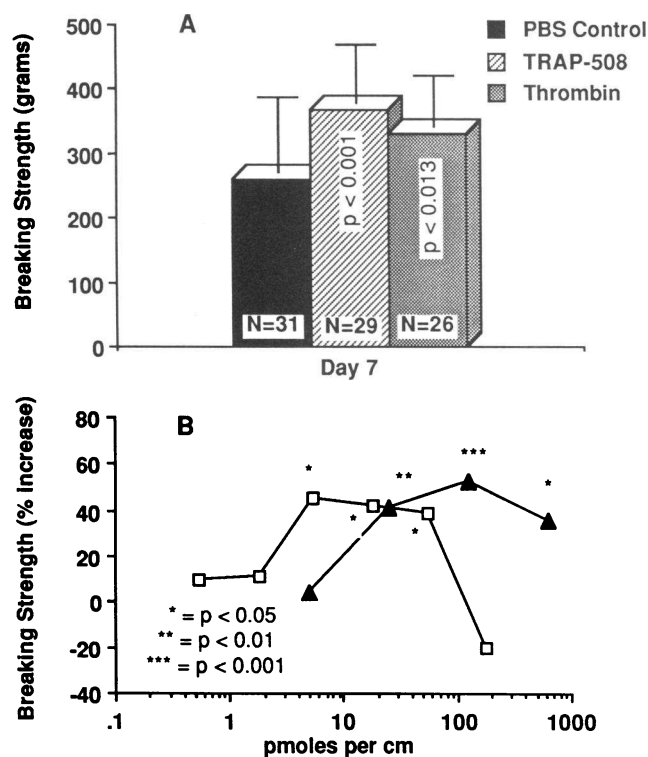 A
PBS Control
TRAP-508
Thrombin
Breaking Strength (grams)
500
400
300
200
100
0
p < 0.001
p < 0.013
N=31
N=29
N=26
Day 7
B
Breaking Strength (% increase)
80
60
40
20
0
-20
-40
*
**
***
*
*
*
* = p < 0.05
** = p < 0.01
*** = p < 0.001
.1
1
10
100
1000
pmoles per cm